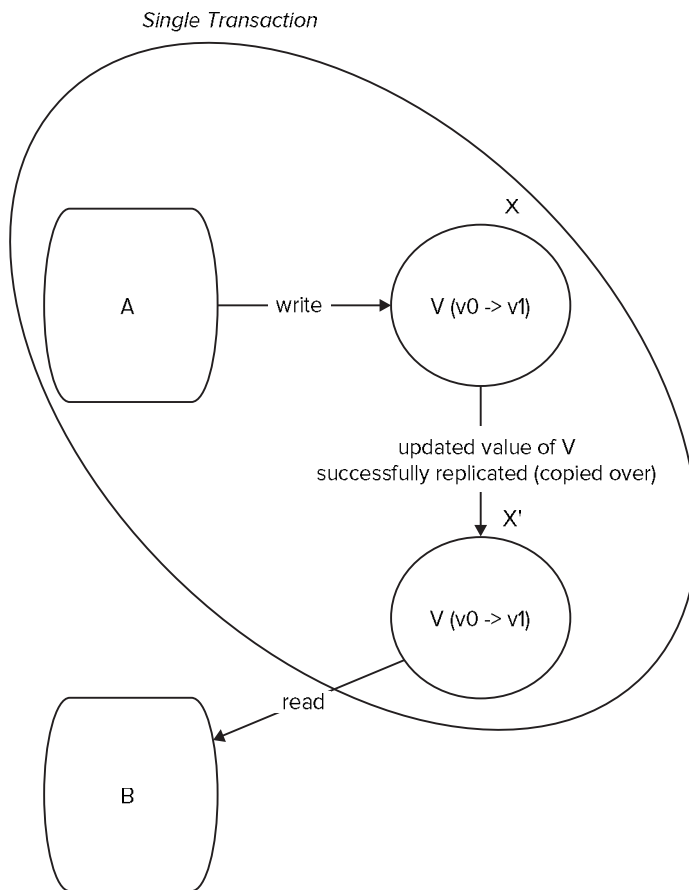 Single Transaction
X
A
write
V (v0 -> v1)
updated value of V
successfully replicated (copied over)
X'
V (v0 -> v1)
read
B